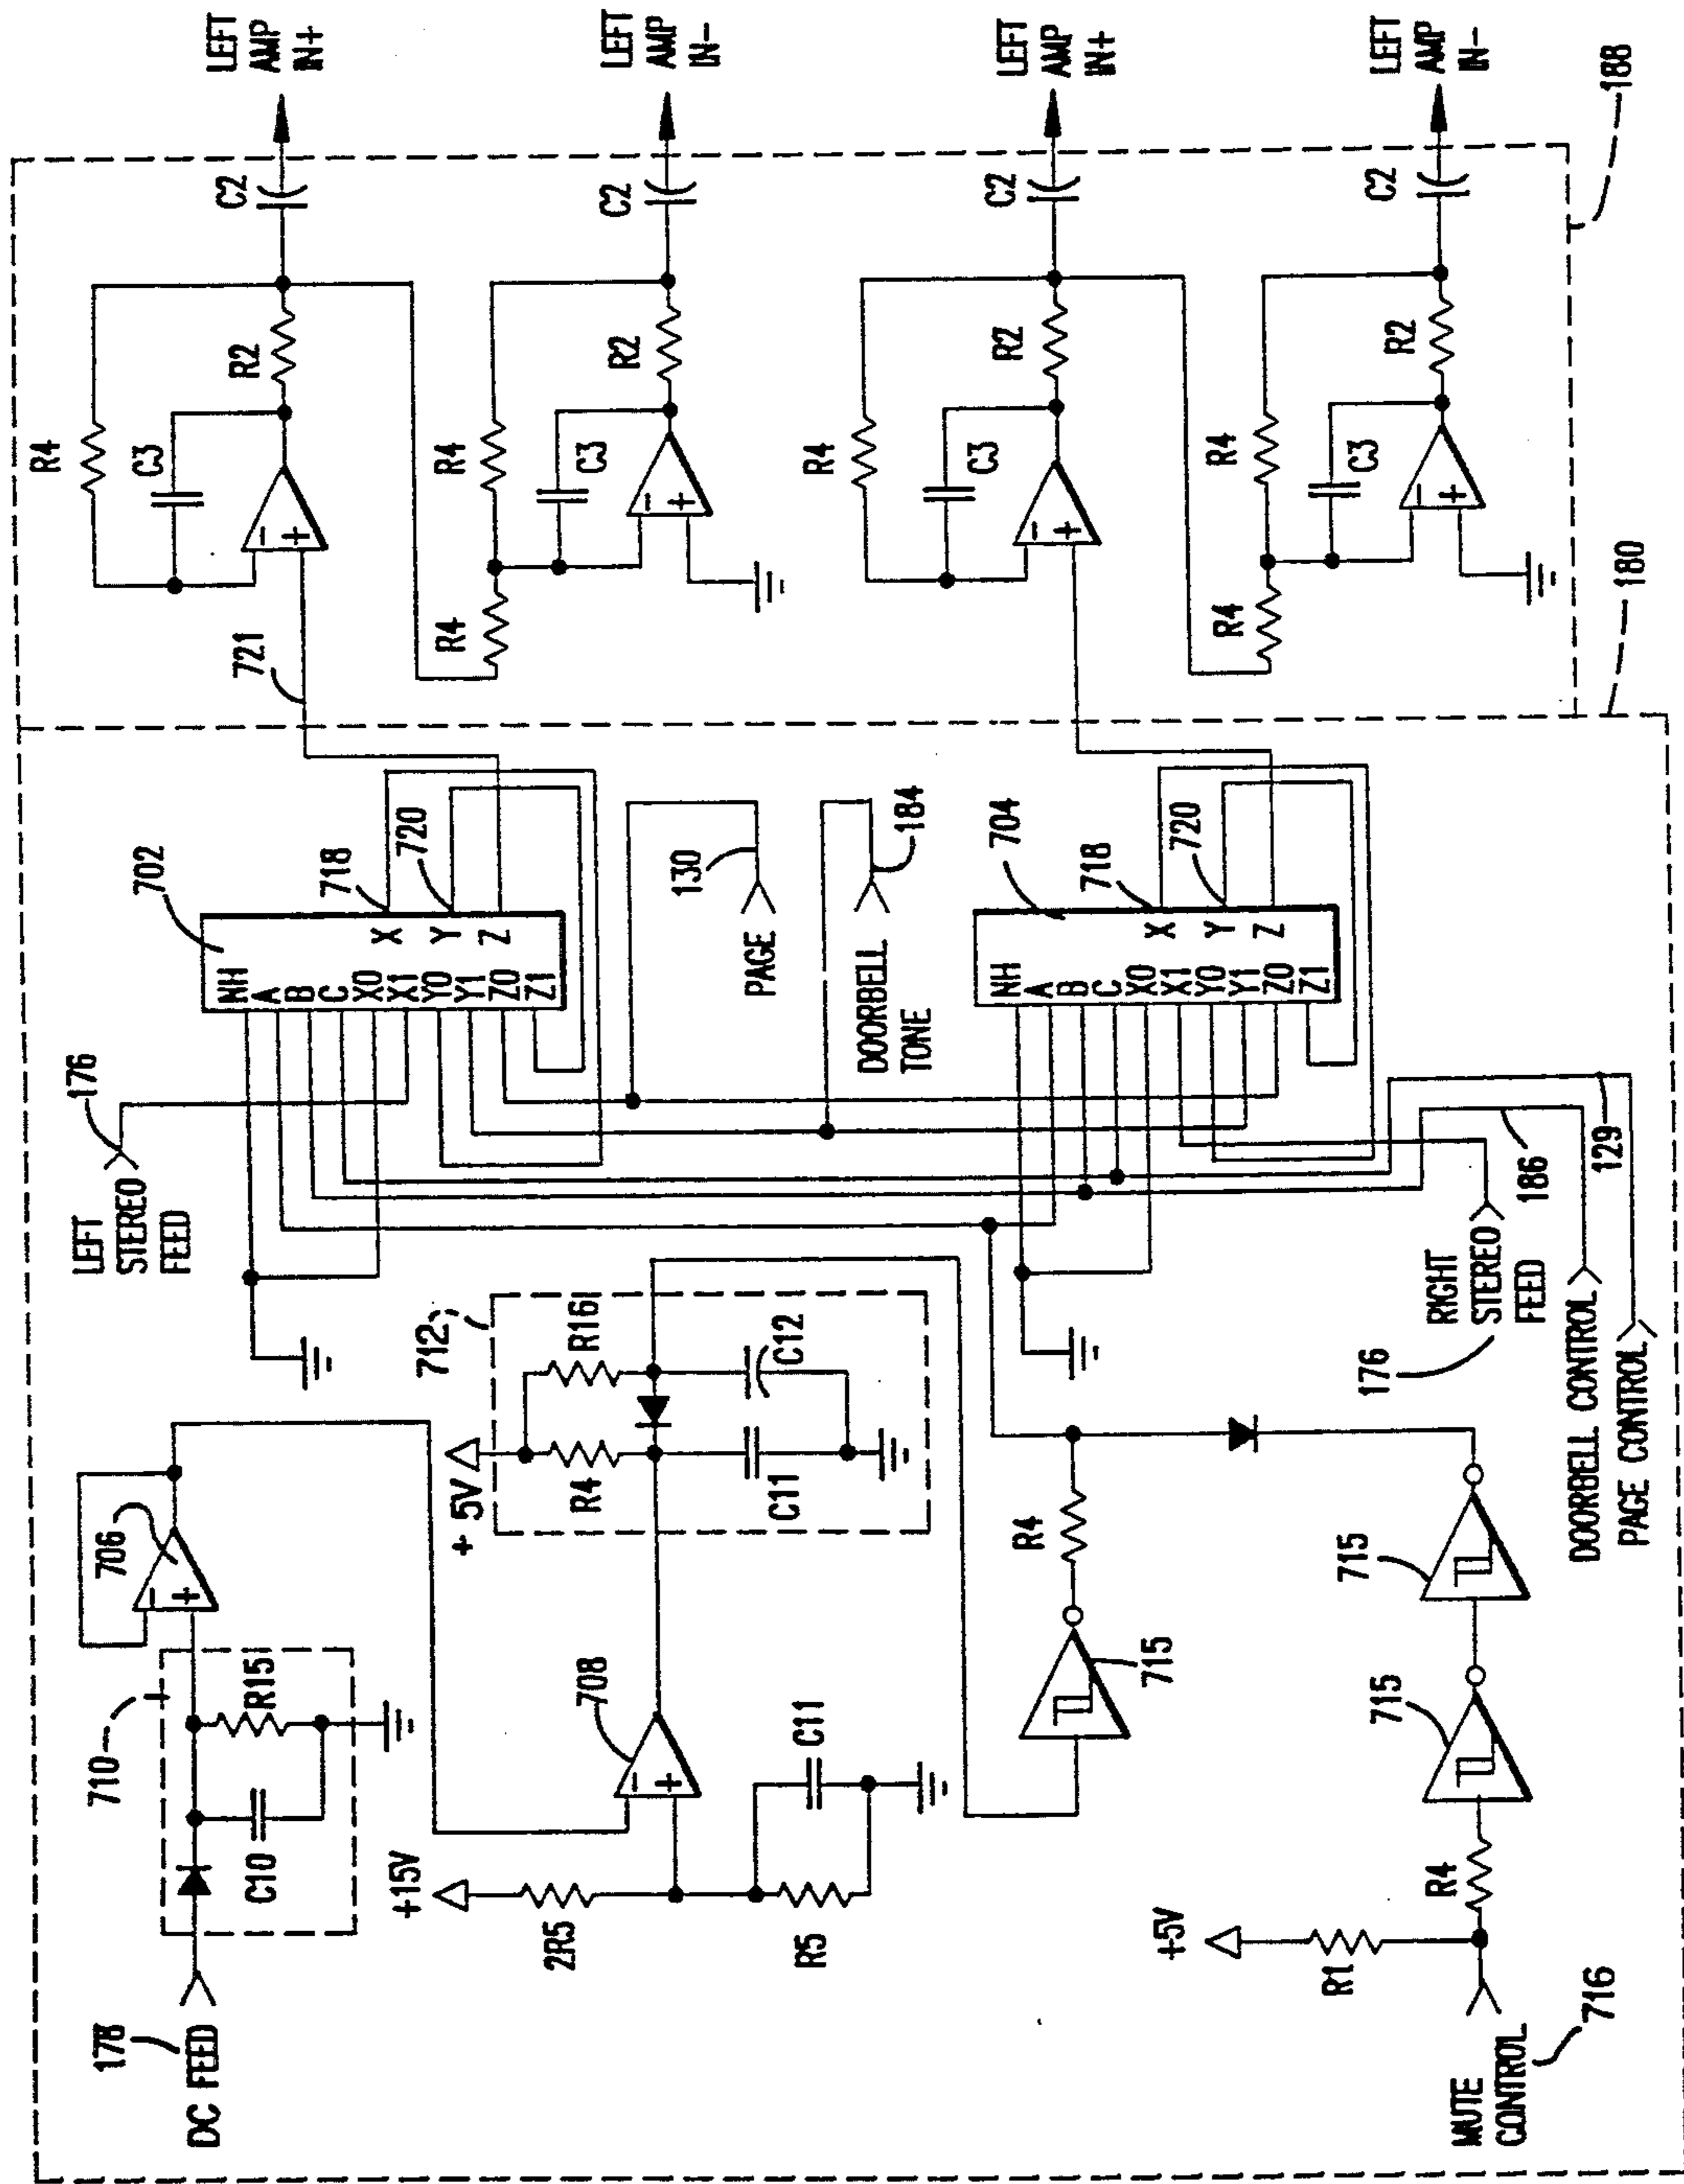 LEFT
AMP
IN+
LEFT
AMP
IN-
LEFT
AMP
IN+
LEFT
AMP
IN-
188
180
C2
R2
R4
C3
-
+
C2
R2
R4
C3
R4
-
+
C2
R2
R4
C3
-
+
C2
R2
R4
C3
R4
-
+
721
702
718
720
NH
A
B
C
X0
X1
Y0
Y1
Z0
Z1
X
Y
Z
130
PAGE
184
DOORBELL
TONE
704
718
720
NH
A
B
C
X0
X1
Y0
Y1
Z0
Z1
X
Y
Z
176
LEFT
STEREO
FEED
176
RIGHT
STEREO
FEED
186
129
DOORBELL CONTROL
PAGE CONTROL
712
+5V
R16
R4
C12
C11
706
-
+
710
R15
C10
178
DC FEED
708
-
+
+15V
2R5
R5
C11
R4
715
715
715
+5V
R1
R4
MUTE
CONTROL
716